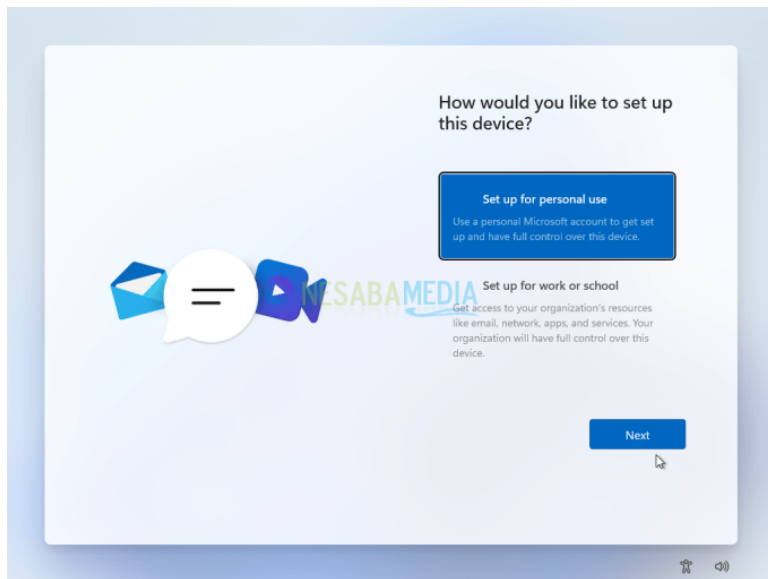 How would you like to set up
this device?
Set up for personal use
Use a personal Microsoft account to get set
up and have full control over this device.
NESABAMEDIA
Set up for work or school
Get access to your organization's resources
like email, network, apps, and services. Your
organization will have full control over this
device.
Next